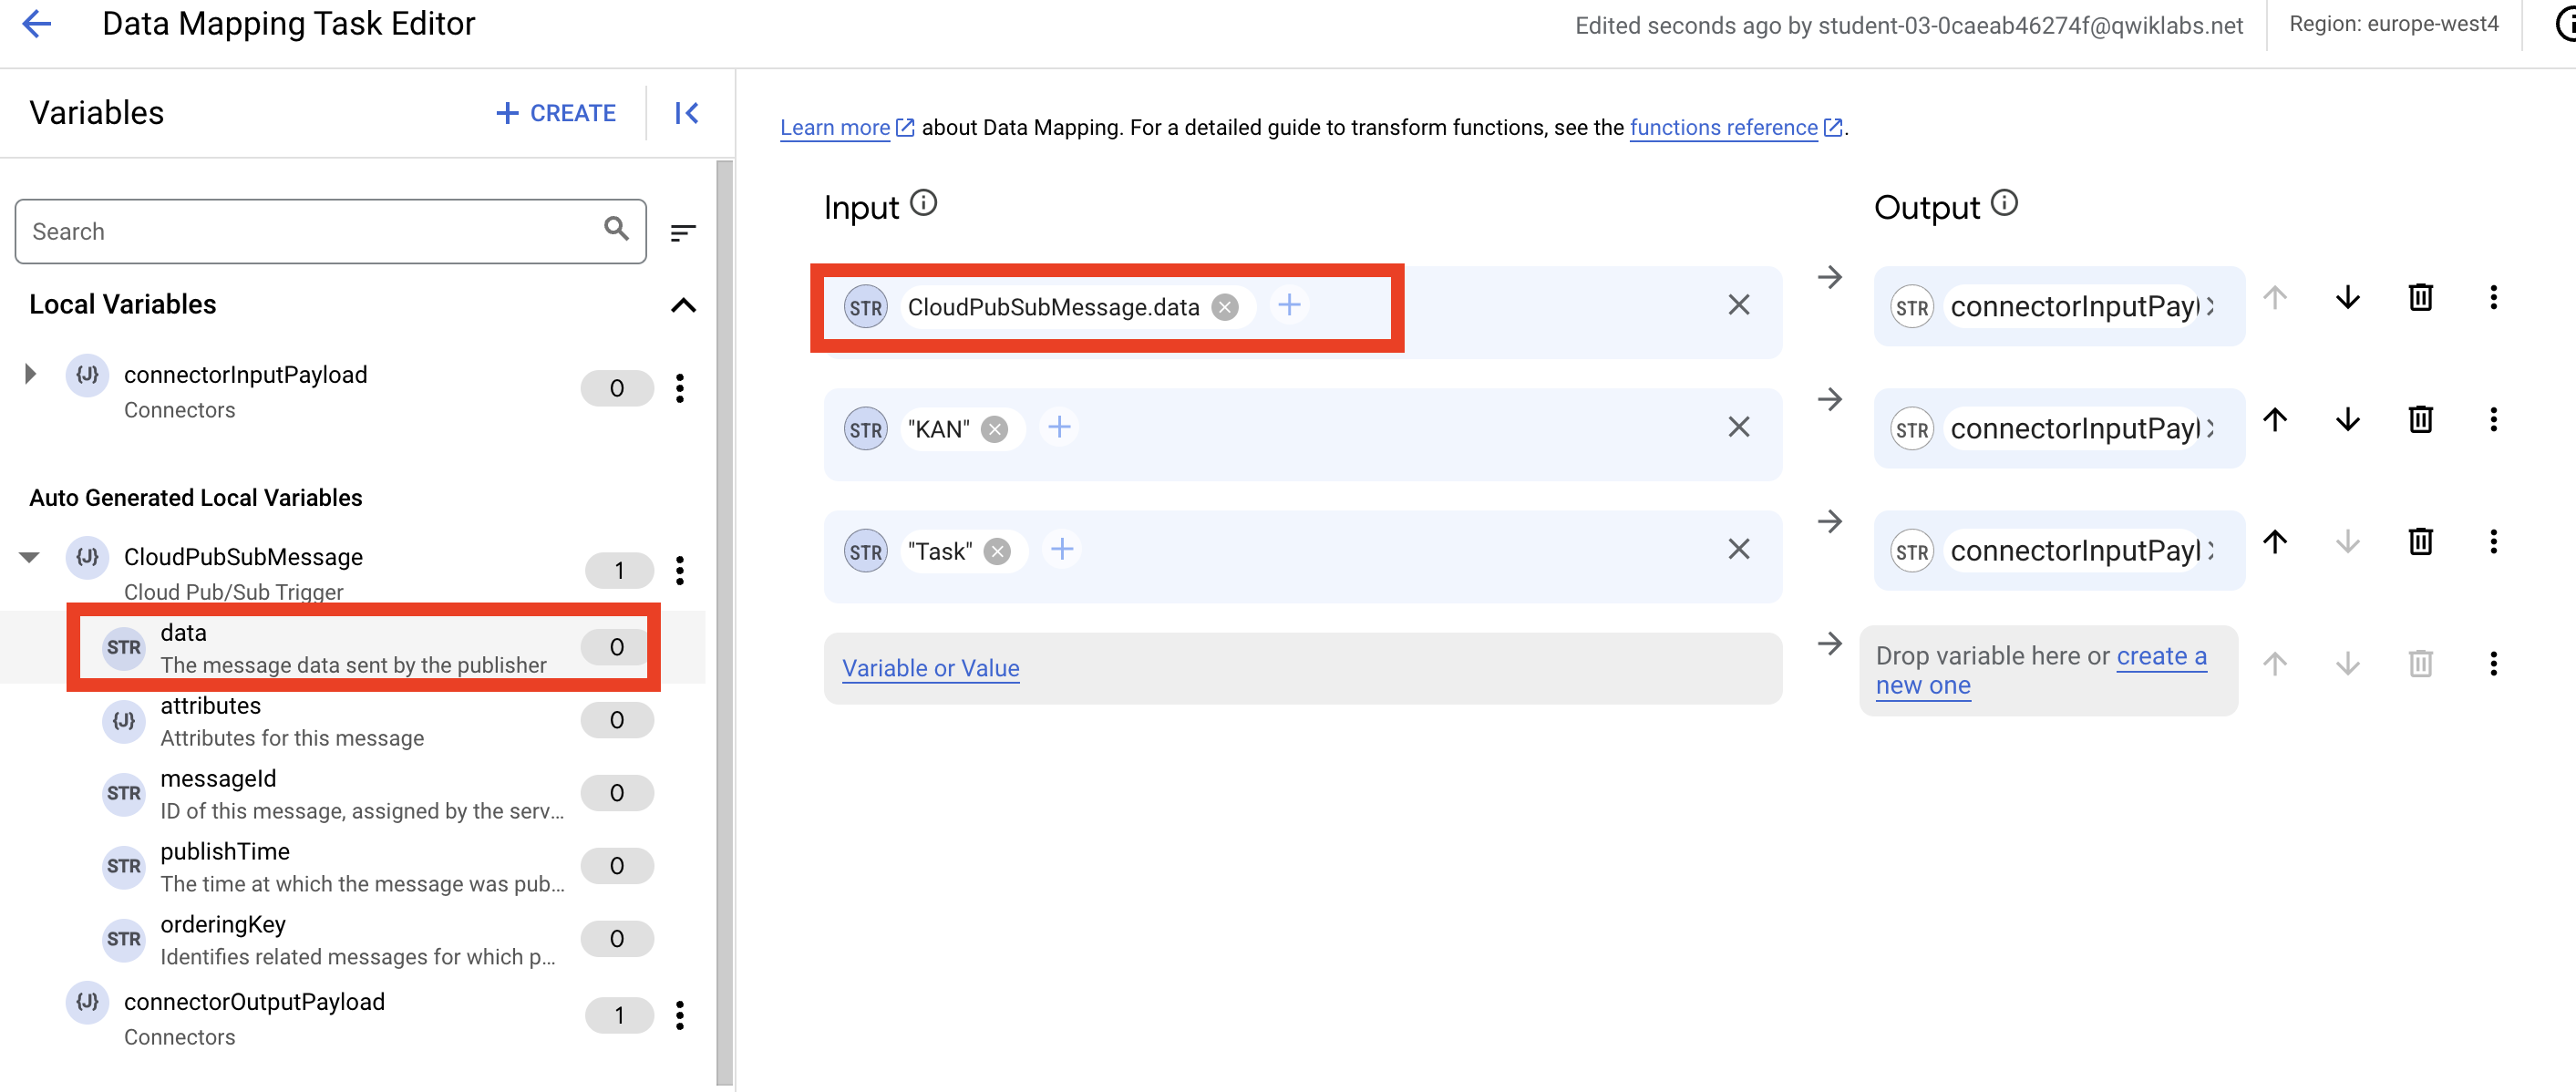 Data Mapping Task Editor
Edited seconds ago by student-03-0caeab46274f@qwiklabs.net
Region: europe-west4
Variables
CREATE
Learn more about Data Mapping. For a detailed guide to transform functions, see the functions reference.
Search
Input
Output
Local Variables
STR CloudPubSubMessage.data
STR connectorInputPayl
{J} connectorInputPayload 0
Connectors
STR "KAN"
STR connectorInputPayl
Auto Generated Local Variables
STR "Task"
STR connectorInputPayl
{J} CloudPubSubMessage 1
Cloud Pub/Sub Trigger
STR data 0
The message data sent by the publisher
Variable or Value
Drop variable here or create a
new one
{J} attributes 0
Attributes for this message
STR messageId 0
ID of this message, assigned by the serv...
STR publishTime 0
The time at which the message was pub...
STR orderingKey 0
Identifies related messages for which p...
{J} connectorOutputPayload 1
Connectors